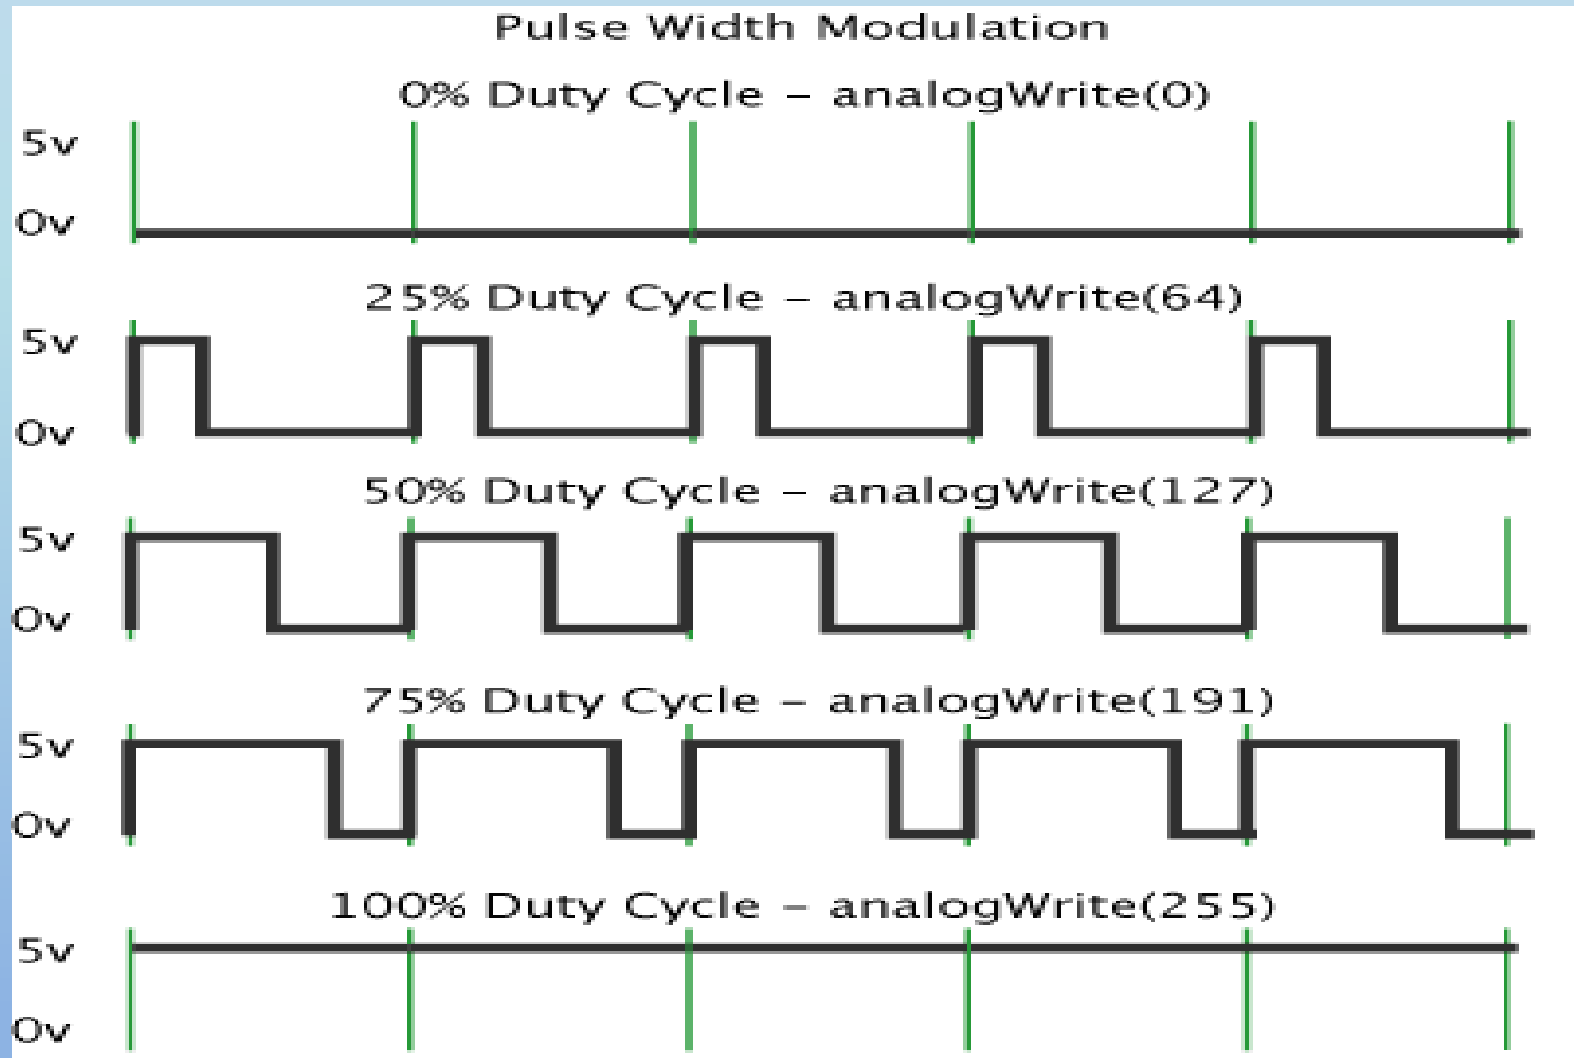 Pulse Width Modulation
0% Duty Cycle – analogWrite(0)
5v
0v
25% Duty Cycle – analogWrite(64)
5v
0v
50% Duty Cycle – analogWrite(127)
5v
0v
75% Duty Cycle – analogWrite(191)
5v
0v
100% Duty Cycle – analogWrite(255)
5v
0v